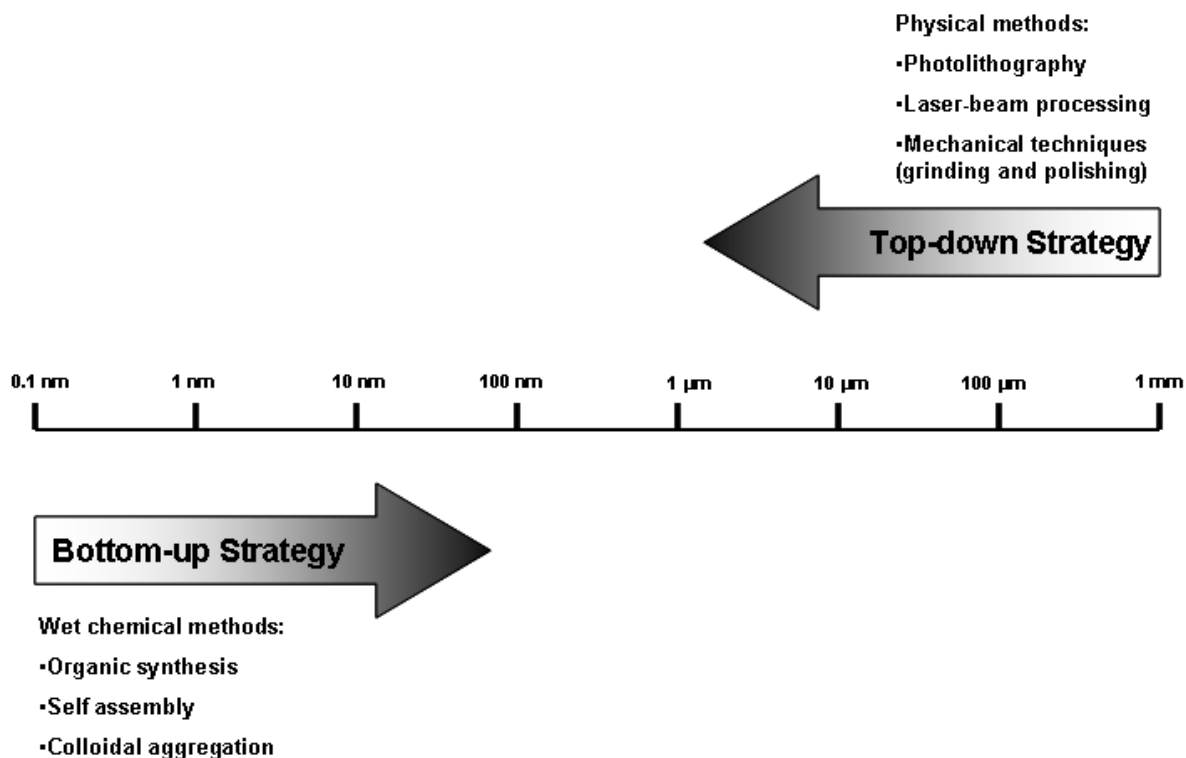 Physical methods:
▪Photolithography
▪Laser-beam processing
▪Mechanical techniques
(grinding and polishing)
Top-down Strategy
0.1 nm 1 nm 10 nm 100 nm 1 µm 10 µm 100 µm 1 mm
Bottom-up Strategy
Wet chemical methods:
▪Organic synthesis
▪Self assembly
▪Colloidal aggregation